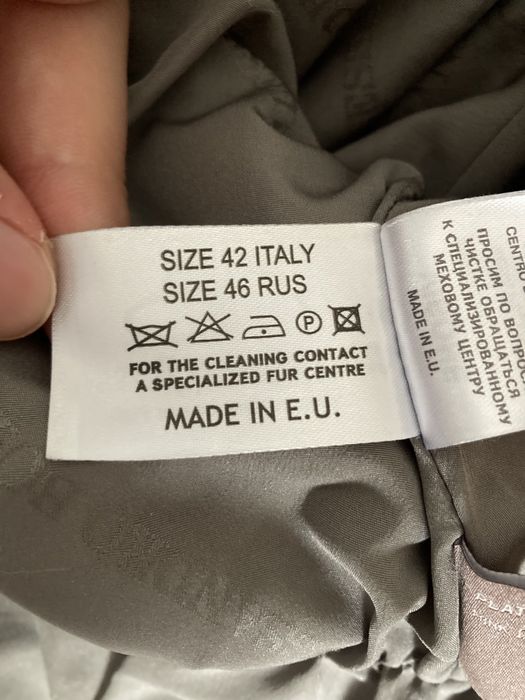 SIZE 42 ITALY
SIZE 46 RUS
P
FOR THE CLEANING CONTACT
A SPECIALIZED FUR CENTRE
MADE IN E.U.
CENTRE
ПРОСИМ ПО
ЧИСТКЕ ОБРАЩАТЬСЯ
К СПЕЦИАЛИЗИРОВАННОМУ
МЕХОВОМУ ЦЕНТРУ
MADE IN E.U.